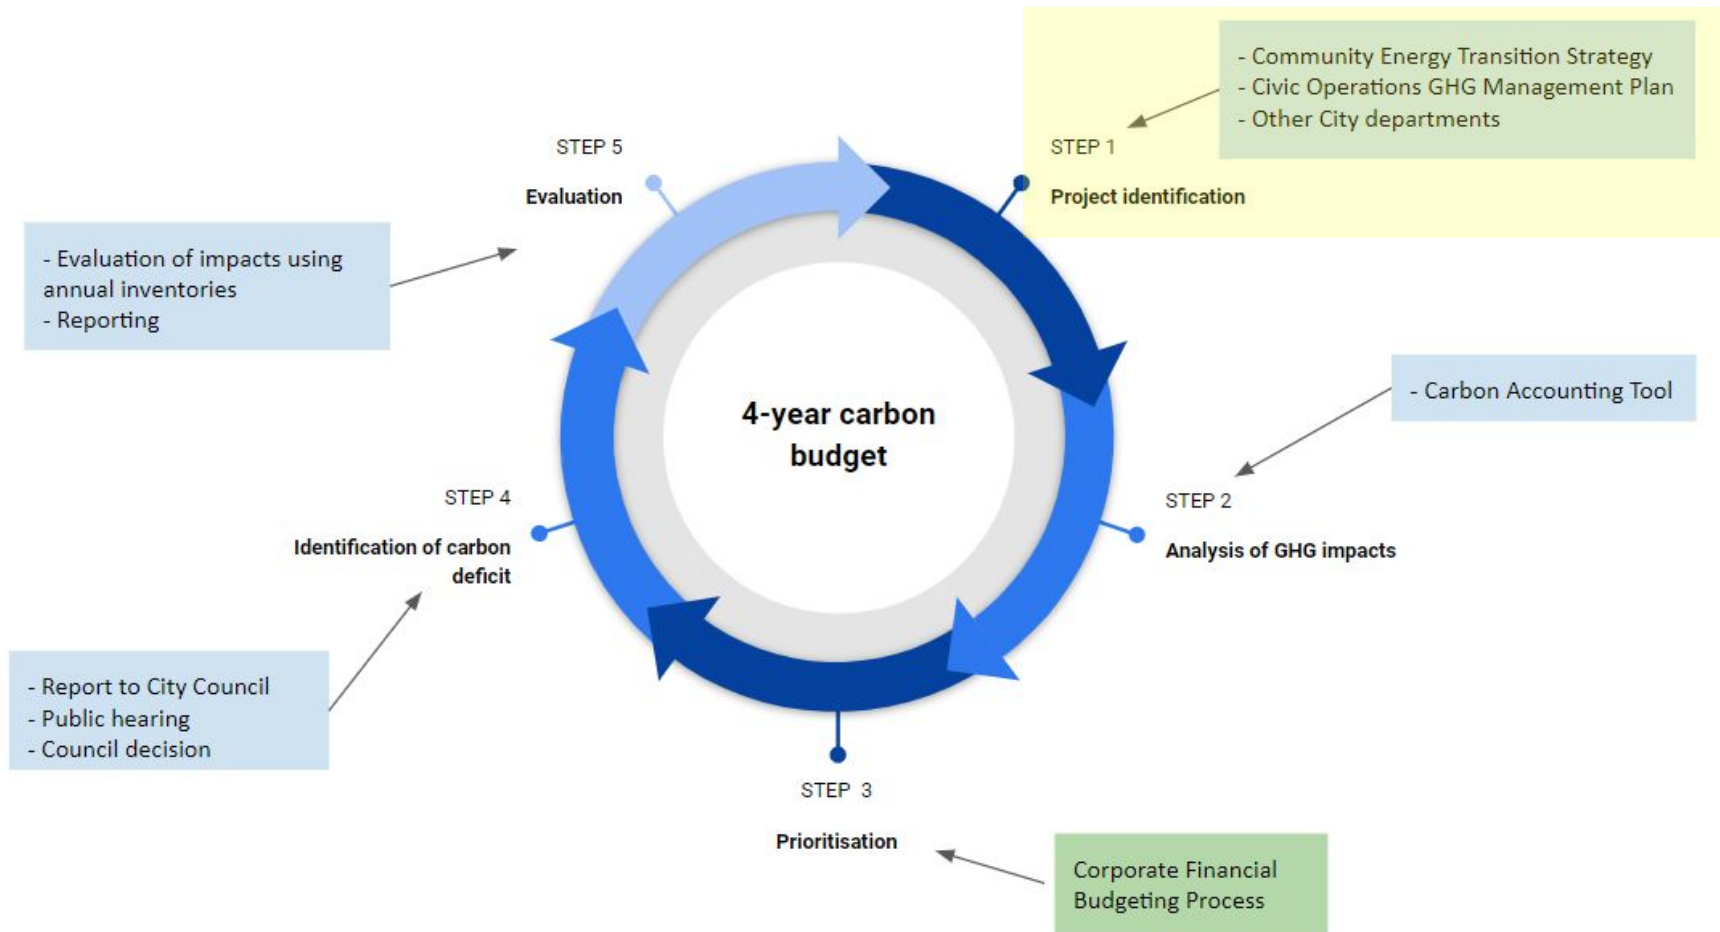 - Community Energy Transition Strategy
- Civic Operations GHG Management Plan
- Other City departments
STEP 1
Project identification
- Carbon Accounting Tool
STEP 2
Analysis of GHG impacts
STEP  3
Prioritisation
Corporate Financial
Budgeting Process
STEP 4
Identification of carbon
deficit
- Report to City Council
- Public hearing
- Council decision
STEP 5
Evaluation
- Evaluation of impacts using
annual inventories
- Reporting
4-year carbon
budget